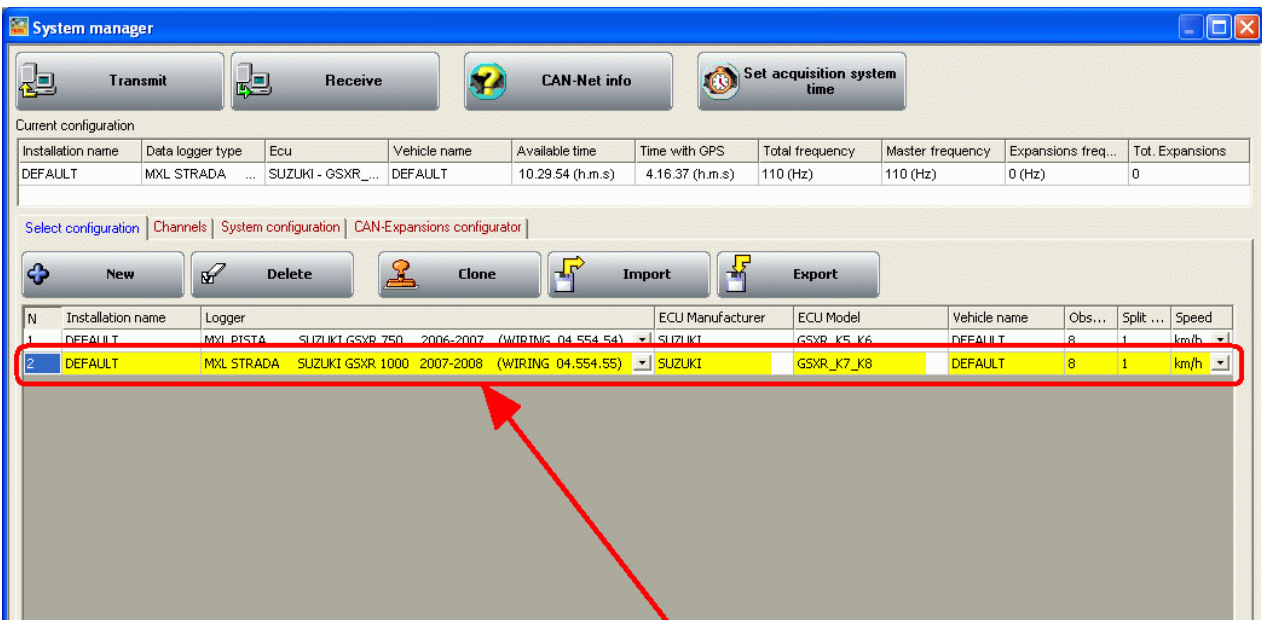 System manager
Transmit Receive CAN-Net info Set acquisition system time
Current configuration
Installation name Data logger type Ecu Vehicle name Available time Time with GPS Total frequency Master frequency Expansions freq... Tot. Expansions
DEFAULT MXL STRADA ... SUZUKI - GSXR_... DEFAULT 10.29.54 (h.m.s) 4.16.37 (h.m.s) 110 (Hz) 110 (Hz) 0 (Hz) 0
Select configuration Channels System configuration CAN-Expansions configurator
New Delete Clone Import Export
N Installation name Logger ECU Manufacturer ECU Model Vehicle name Obs... Split ... Speed
1 DEFAULT MXL PISTA SUZUKI GSXR 750 2006-2007 (WIRING 04.554.54) SUZUKI GSXR_K5_K6 DEFAULT 8 1 km/h
2 DEFAULT MXL STRADA SUZUKI GSXR 1000 2007-2008 (WIRING 04.554.55) SUZUKI GSXR_K7_K8 DEFAULT 8 1 km/h